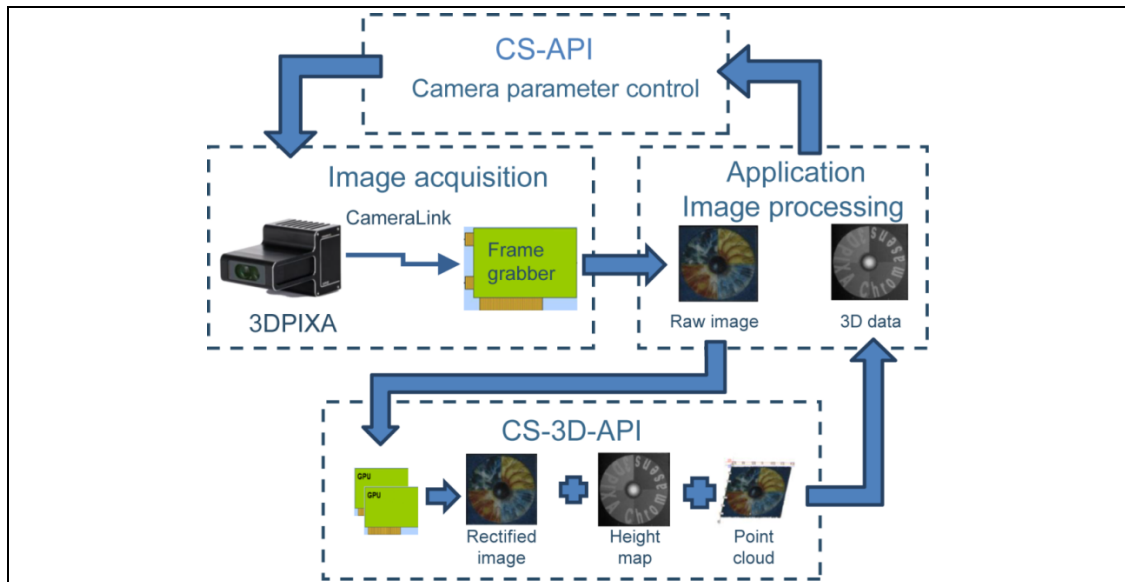 CS-API
Camera parameter control
Image acquisition
CameraLink
Frame
grabber
3DPIXA
Application
Image processing
Raw image
3D data
CS-3D-API
GPU
GPU
Rectified
image
Height
map
Point
cloud